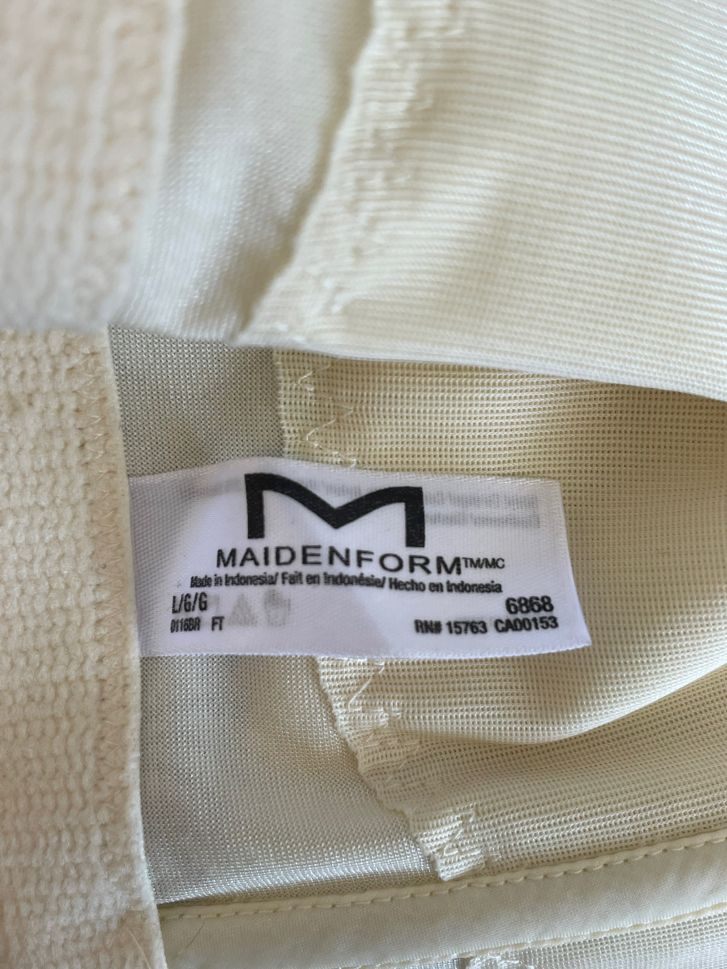 M
MAIDENFORM™/MC
Made in Indonesia/ Fait en Indonésie/ Hecho en Indonesia
L/G/G 6868
0116BR FT RN# 15763 CA00153